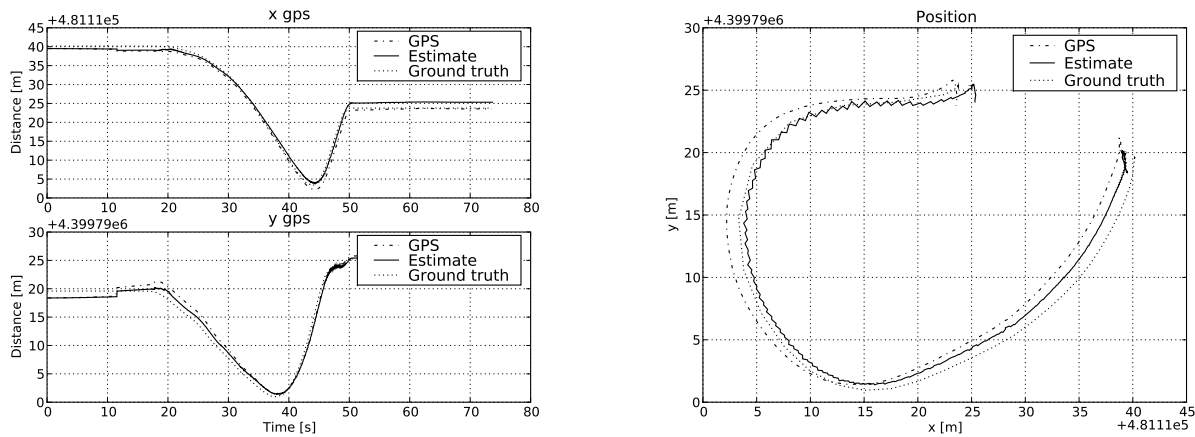 x gps
+4.8111e5
45
40
35
30
25
20
15
10
5
0
Distance [m]
GPS
Estimate
Ground truth
0 10 20 30 40 50 60 70 80
y gps
+4.39979e6
30
25
20
15
10
5
0
Distance [m]
GPS
Estimate
Ground truth
0 10 20 30 40 50 60 70 80
Time [s]
Position
+4.39979e6
30
25
20
15
10
5
0
y [m]
GPS
Estimate
Ground truth
0 5 10 15 20 25 30 35 40 45
x [m]
+4.8111e5